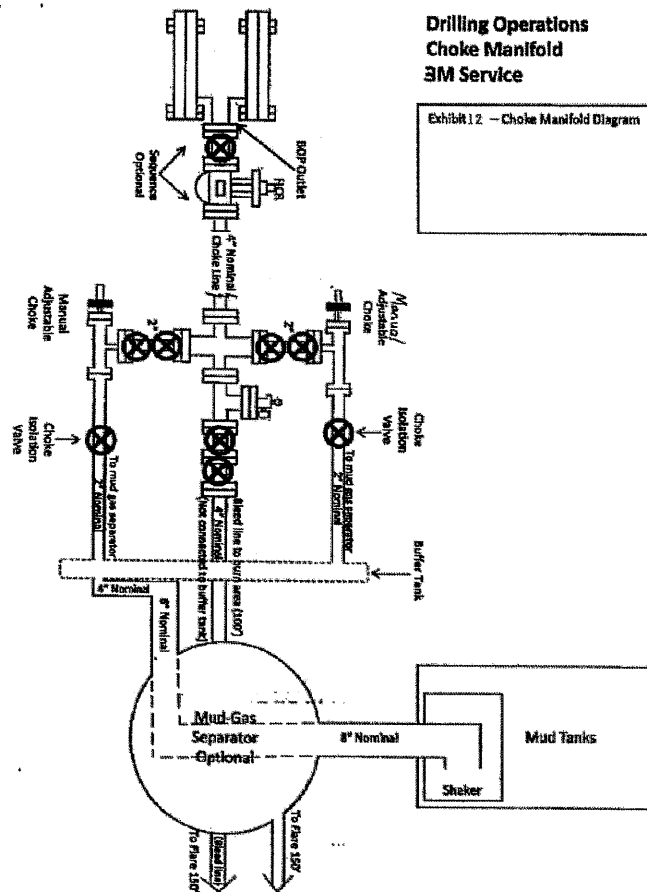 Drilling Operations
Choke Manifold
3M Service
Exhibit 12 – Choke Manifold Diagram
BOP Outlet
HCR
Sequence
Optional
4" Nominal
Choke Line
Manual
Adjustable
Choke
2"
2"
Manual
Adjustable
Choke
Choke
Isolation
Valve
Choke
Isolation
Valve
To mud gas separator
2" Nominal
To mud gas separator
2" Nominal
Bleed line to burn area (100')
4" Nominal
(Not connected to buffer tank)
Buffer Tank
4" Nominal
8" Nominal
Mud-Gas
Separator
Optional
8" Nominal
Mud Tanks
Shaker
To Flare 150'
(Bleed line)
To Flare 150'